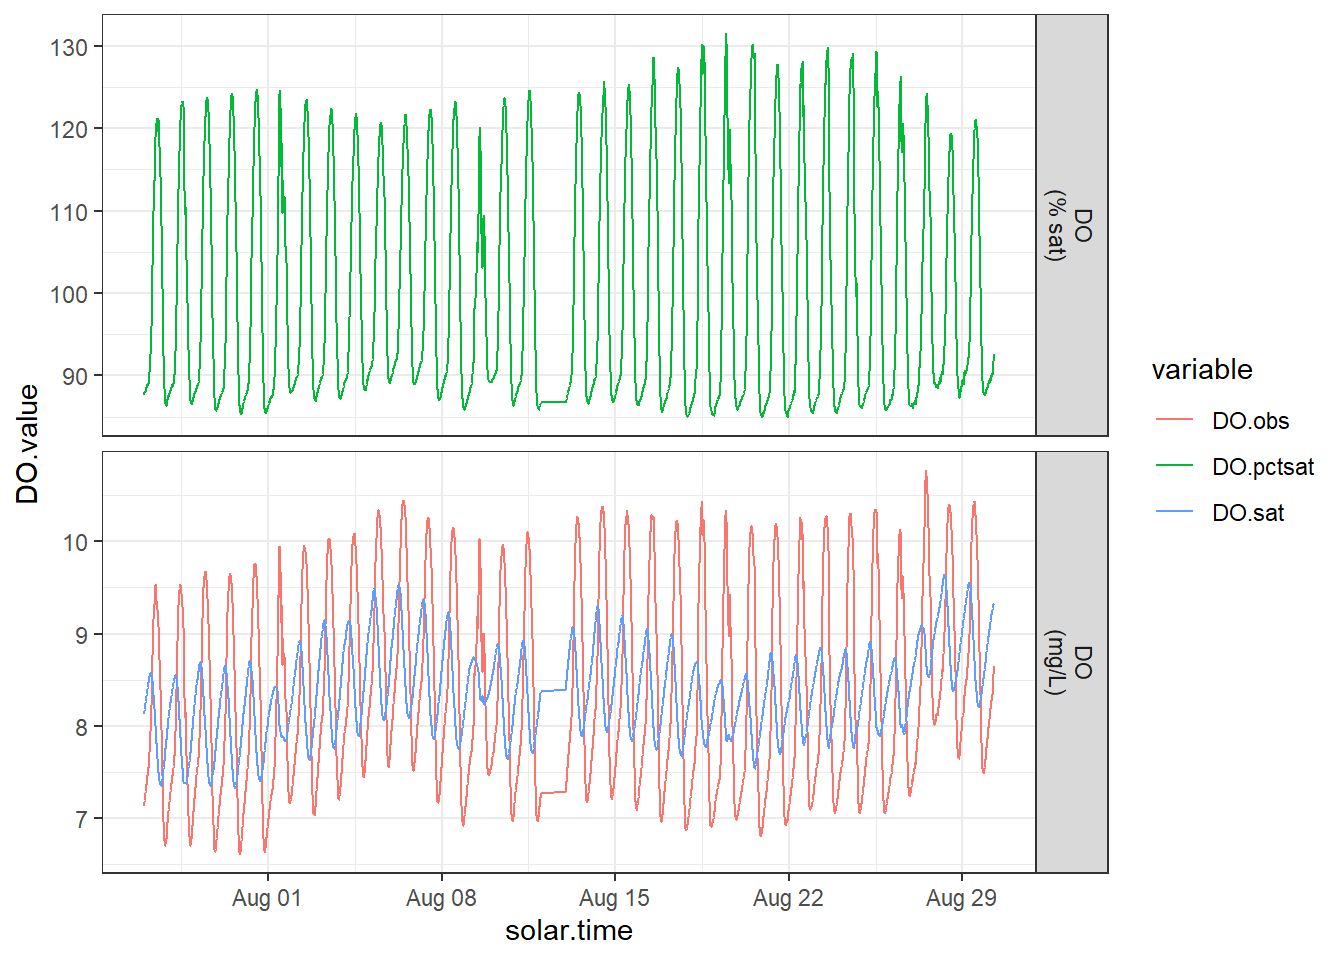 130
120
110
100
90
DO
(% sat)
10
9
8
7
DO
(mg/L)
DO.value
Aug 01
Aug 08
Aug 15
Aug 22
Aug 29
solar.time
variable
DO.obs
DO.pctsat
DO.sat